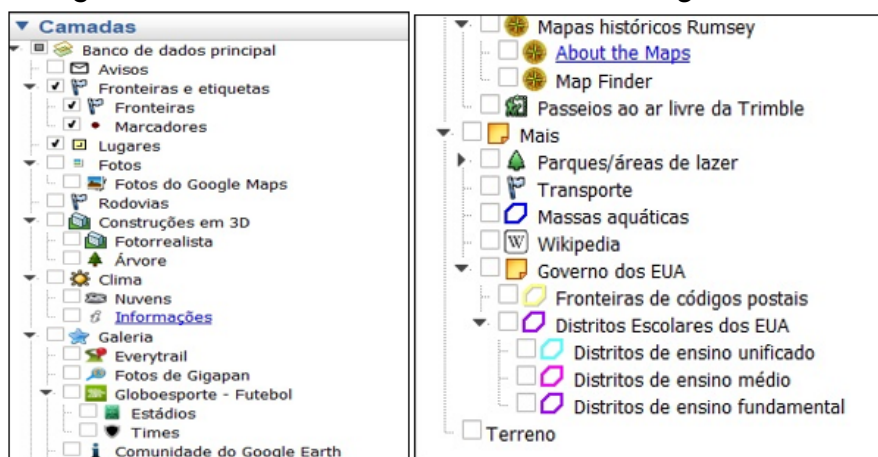 Camadas
Banco de dados principal
Avisos
Fronteiras e etiquetas
Fronteiras
Marcadores
Lugares
Fotos
Fotos do Google Maps
Rodovias
Construções em 3D
Fotorrealista
Árvore
Clima
Nuvens
Informações
Galeria
Everytrail
Fotos de Gigapan
Globoesporte - Futebol
Estádios
Times
Comunidade do Google Earth
Mapas históricos Rumsey
About the Maps
Map Finder
Passeios ao ar livre da Trimble
Mais
Parques/áreas de lazer
Transporte
Massas aquáticas
W Wikipedia
Governo dos EUA
Fronteiras de códigos postais
Distritos Escolares dos EUA
Distritos de ensino unificado
Distritos de ensino médio
Distritos de ensino fundamental
Terreno